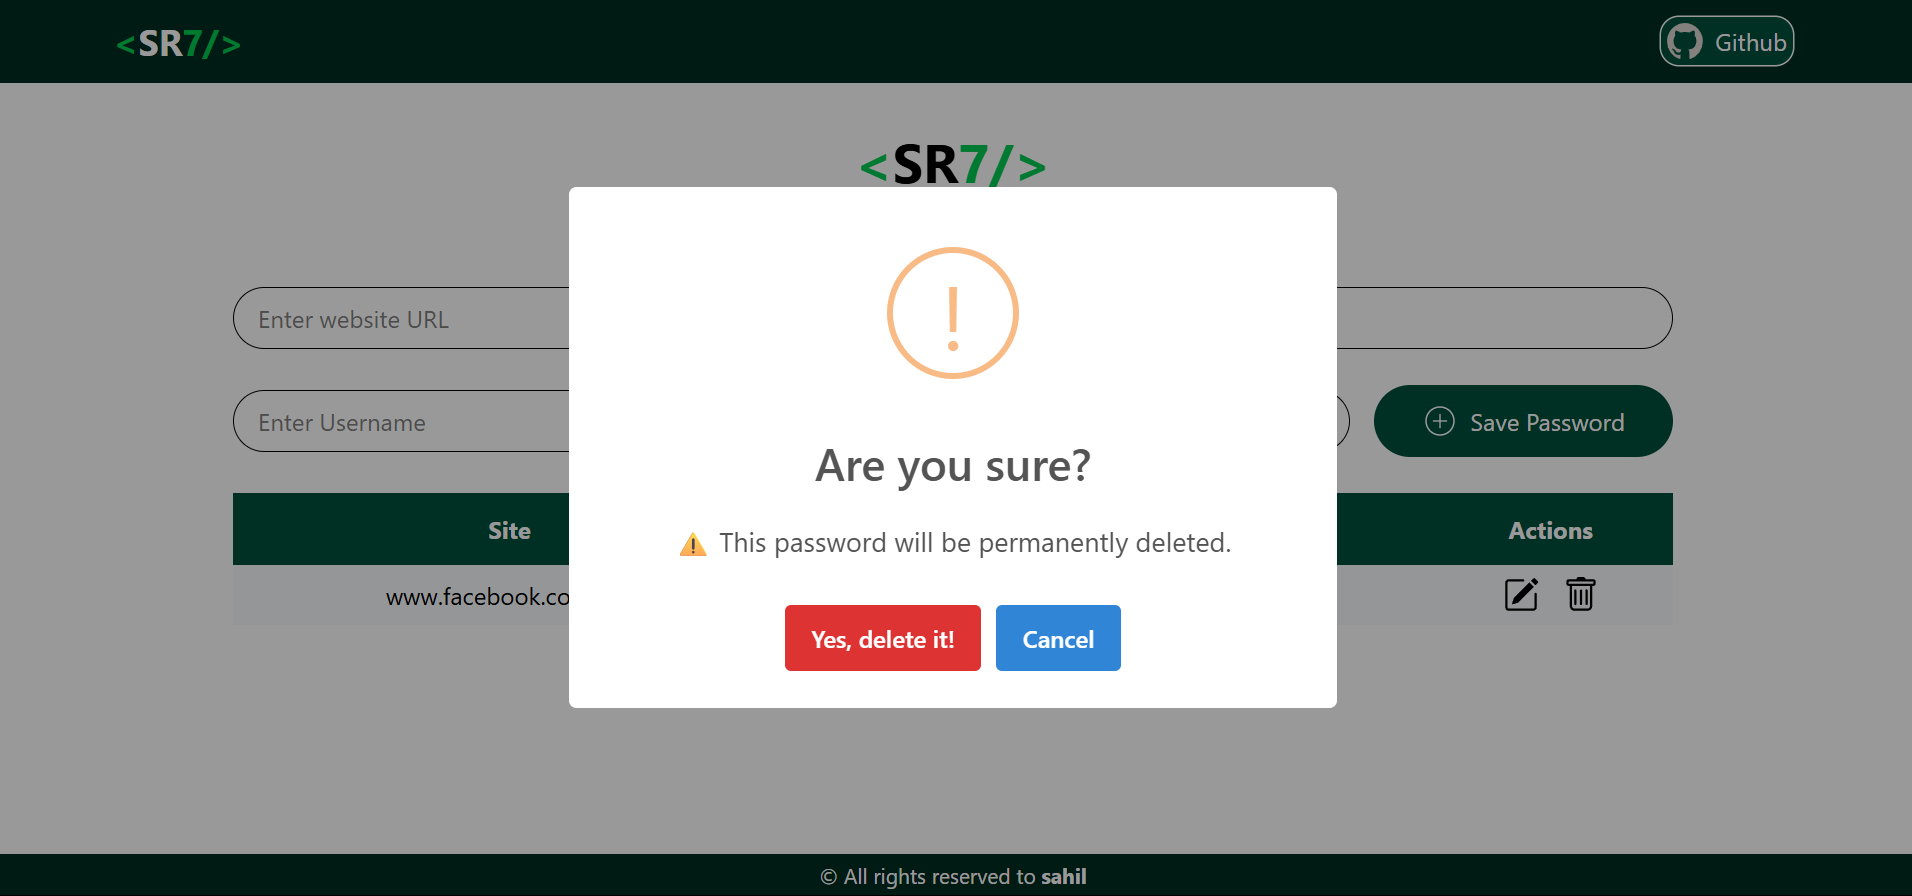 <SR7/>
Github
<SR7/>
Enter website URL
!
Are you sure?
⚠️ This password will be permanently deleted.
Yes, delete it!
Cancel
Enter Username
Save Password
Site
Actions
www.facebook.co
© All rights reserved to sahil